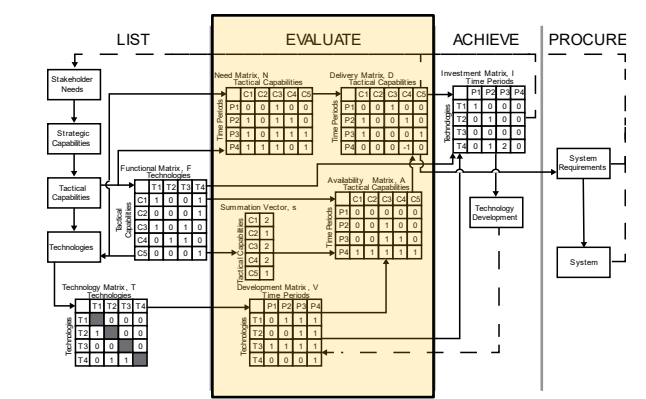 LIST
EVALUATE
ACHIEVE
PROCURE
Stakeholder
Needs
Strategic
Capabilities
Tactical
Capabilities
Technologies
Functional Matrix, F
Technologies
Tactical
Capabilities
T1 T2 T3 T4
C1 1 0 0 1
C2 0 0 0 1
C3 1 0 1 0
C4 0 1 0 1
C5 0 0 0 1
Technology Matrix, T
Technologies
Technologies
T1 T2 T3 T4
T1 0 0 0
T2 1 0 0
T3 0 0 0
T4 0 1 1
Need Matrix, N
Tactical Capabilities
Time Periods
C1 C2 C3 C4 C5
P1 0 0 1 0 0
P2 1 0 1 0 0
P3 1 1 1 0 1
P4 1 1 1 0 1
Summation Vector, s
Tactical Capabilities
C1 2
C2 1
C3 2
C4 2
C5 1
Development Matrix, V
Time Periods
Technologies
P1 P2 P3 P4
T1 0 1 1 1
T2 0 0 1 1
T3 1 1 1 1
T4 0 0 0 1
Delivery Matrix, D
Tactical Capabilities
Time Periods
C1 C2 C3 C4 C5
P1 0 0 1 0 0
P2 1 0 0 0 0
P3 1 1 0 0 1
P4 0 0 0 -1 0
Availability Matrix, A
Tactical Capabilities
Time Periods
C1 C2 C3 C4 C5
P1 0 0 0 0 0
P2 0 0 1 0 0
P3 0 0 1 0 0
P4 1 1 1 1 1
Investment Matrix, I
Time Periods
Technologies
P1 P2 P3 P4
T1 0 1 0 0
T2 0 0 0 0
T3 0 0 0 0
T4 0 1 2 0
Technology
Development
System
Requirements
System